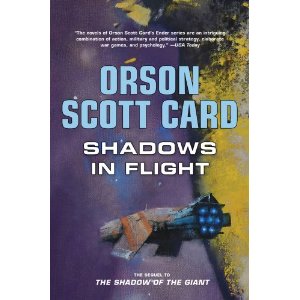 "The novels of Orson Scott Card's Ender series are an intriguing
combination of action, military and political strategy, elaborate
war games, and psychology." —USA Today
ORSON
SCOTT CARD
SHADOWS
IN FLIGHT
THE SEQUEL TO
THE SHADOW OF THE GIANT